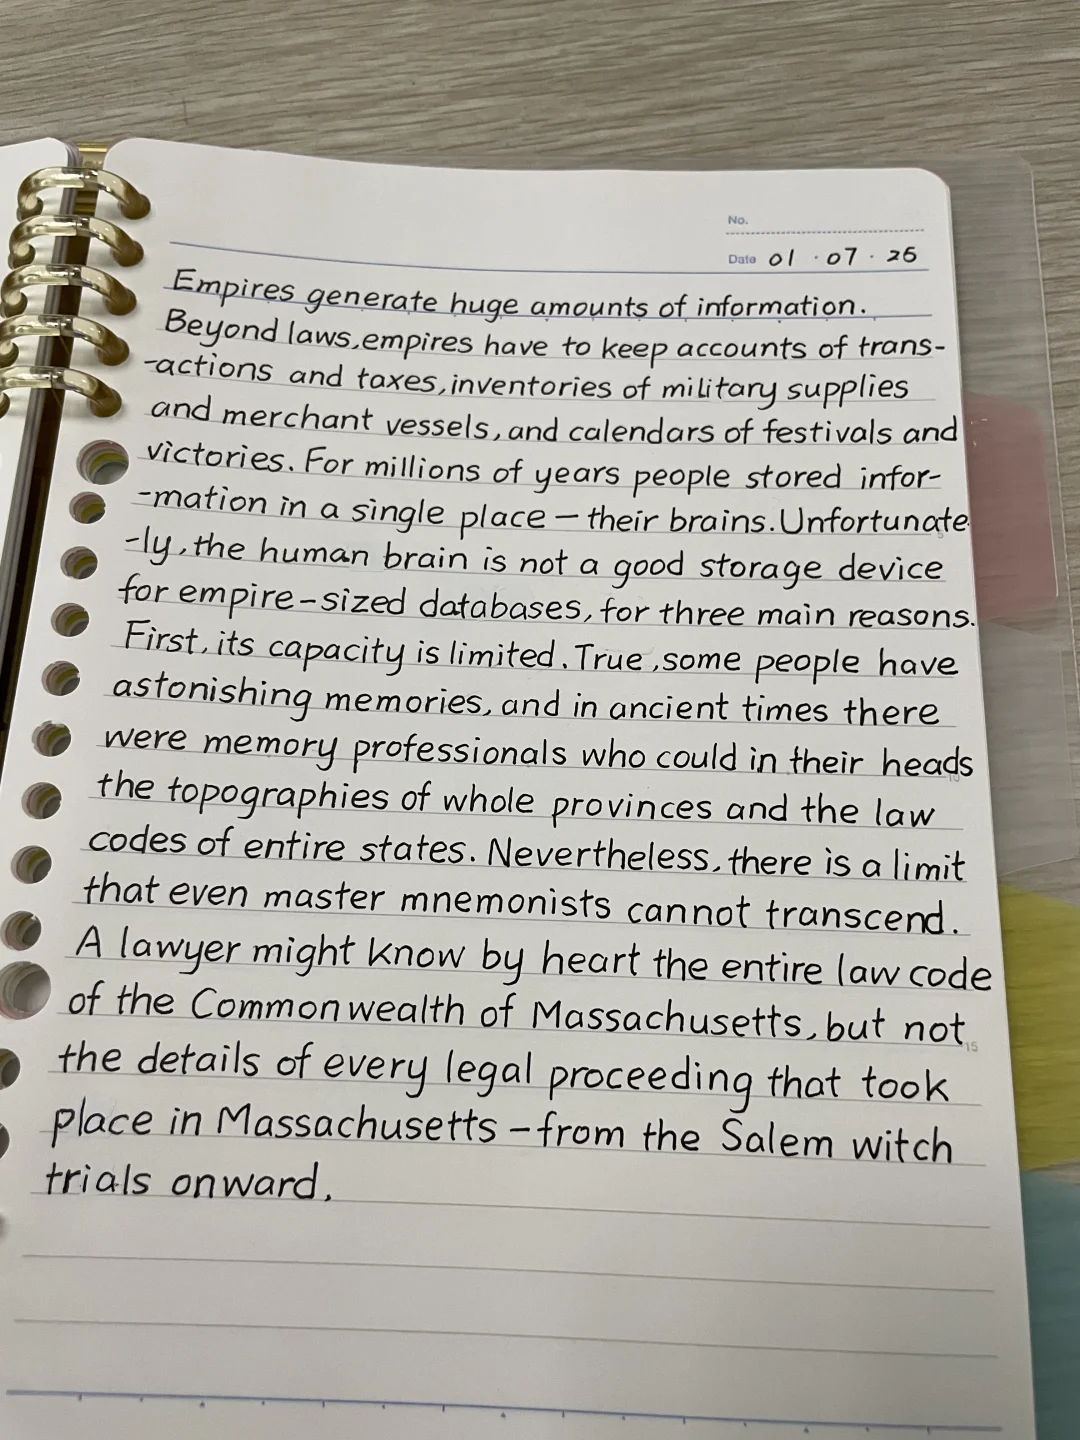 No.
Date 01 · 07 · 25
Empires generate huge amounts of information.
Beyond laws, empires have to keep accounts of trans-
-actions and taxes, inventories of military supplies
and merchant vessels, and calendars of festivals and
victories. For millions of years people stored infor-
-mation in a single place — their brains. Unfortunate
-ly, the human brain is not a good storage device
for empire-sized databases, for three main reasons.
First, its capacity is limited. True, some people have
astonishing memories, and in ancient times there
were memory professionals who could in their heads
the topographies of whole provinces and the law
codes of entire states. Nevertheless, there is a limit
that even master mnemonists cannot transcend.
A lawyer might know by heart the entire law code
of the Commonwealth of Massachusetts, but not
15
the details of every legal proceeding that took
place in Massachusetts – from the Salem witch
trials onward.